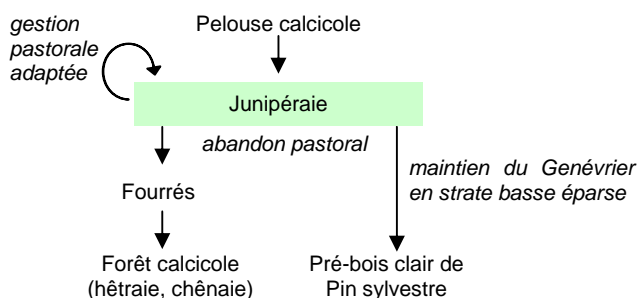 gestion
pastorale
adaptée
Pelouse calcicole
Junipéraie
abandon pastoral
maintien du Genévrier
en strate basse éparse
Fourrés
Forêt calcicole
(hêtraie, chênaie)
Pré-bois clair de
Pin sylvestre